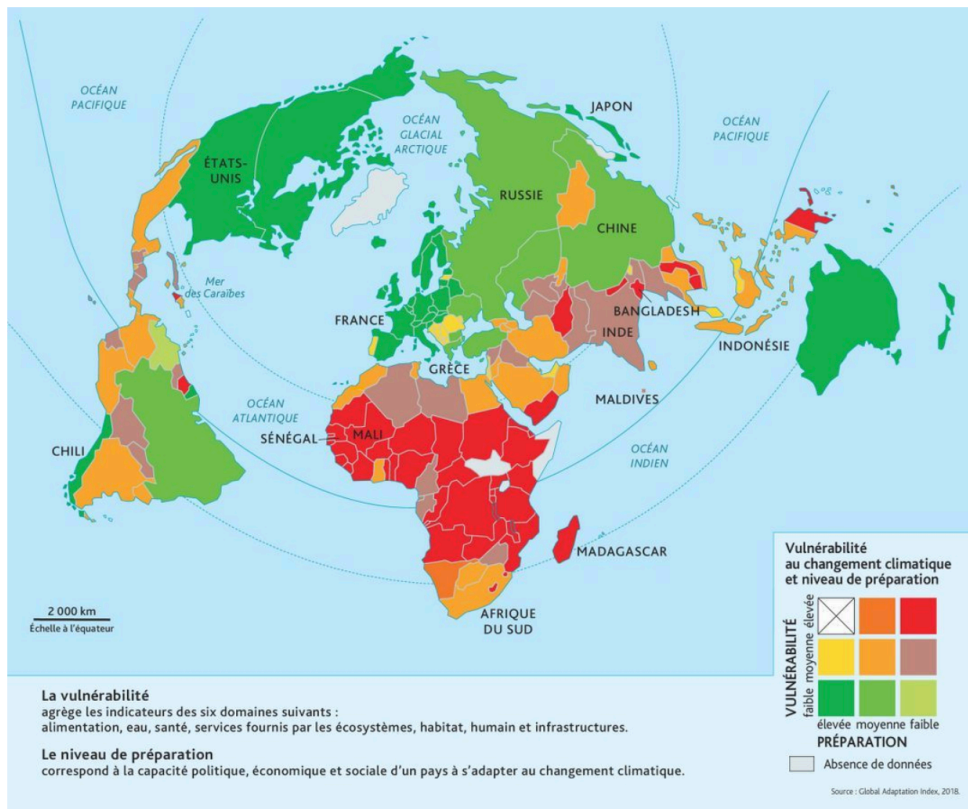 OCÉAN
PACIFIQUE
OCÉAN
GLACIAL
ARCTIQUE
JAPON
OCÉAN
PACIFIQUE
ÉTATS-
UNIS
RUSSIE
CHINE
Mer
des Caraïbes
FRANCE
BANGLADESH
INDE
INDONÉSIE
GRÈCE
MALDIVES
OCÉAN
ATLANTIQUE
SÉNÉGAL
MALI
CHILI
OCÉAN
INDIEN
MADAGASCAR
AFRIQUE
DU SUD
2 000 km
Échelle à l'équateur
Vulnérabilité
au changement climatique
et niveau de préparation
VULNÉRABILITÉ
élevée
moyenne
faible
élevée moyenne faible
PRÉPARATION
Absence de données
La vulnérabilité
agrège les indicateurs des six domaines suivants :
alimentation, eau, santé, services fournis par les écosystèmes, habitat, humain et infrastructures.
Le niveau de préparation
correspond à la capacité politique, économique et sociale d'un pays à s'adapter au changement climatique.
Source : Global Adaptation Index, 2018.